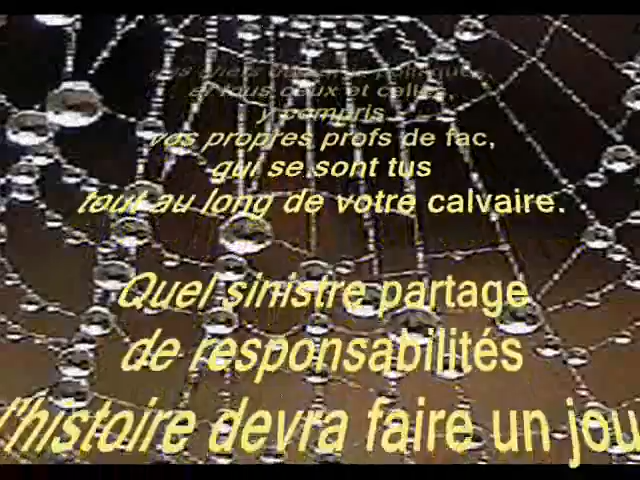 et tous ceux et celles,
y compris
vos propres profs de fac,
qui se sont tus
tout au long de votre calvaire.
Quel sinistre partage
de responsabilités
l'histoire devra faire un jou